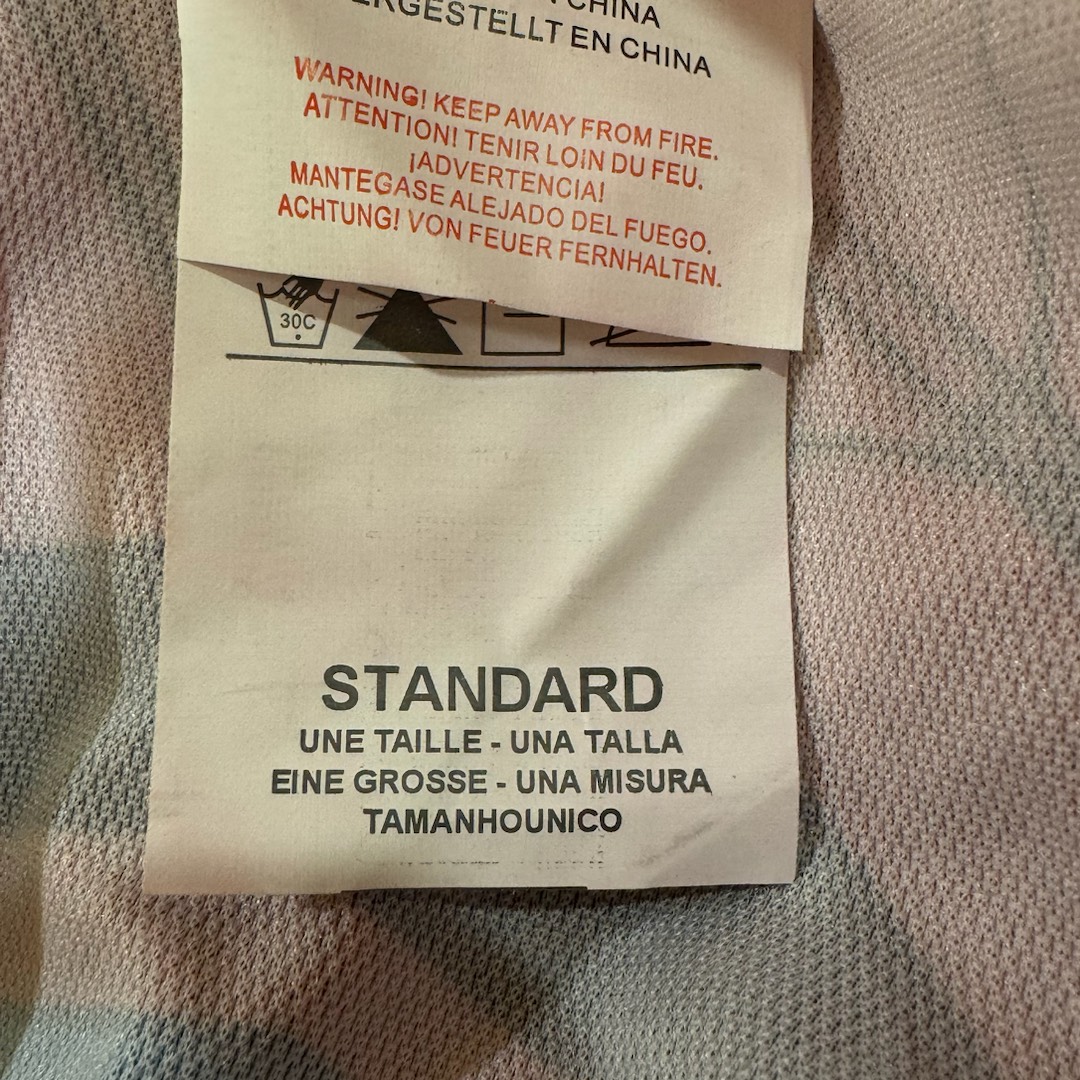 CHINA
ERGESTELLT EN CHINA
WARNING! KEEP AWAY FROM FIRE.
ATTENTION! TENIR LOIN DU FEU.
¡ADVERTENCIA!
MANTEGASE ALEJADO DEL FUEGO.
ACHTUNG! VON FEUER FERNHALTEN.
30C
STANDARD
UNE TAILLE - UNA TALLA
EINE GROSSE - UNA MISURA
TAMANHOUNICO